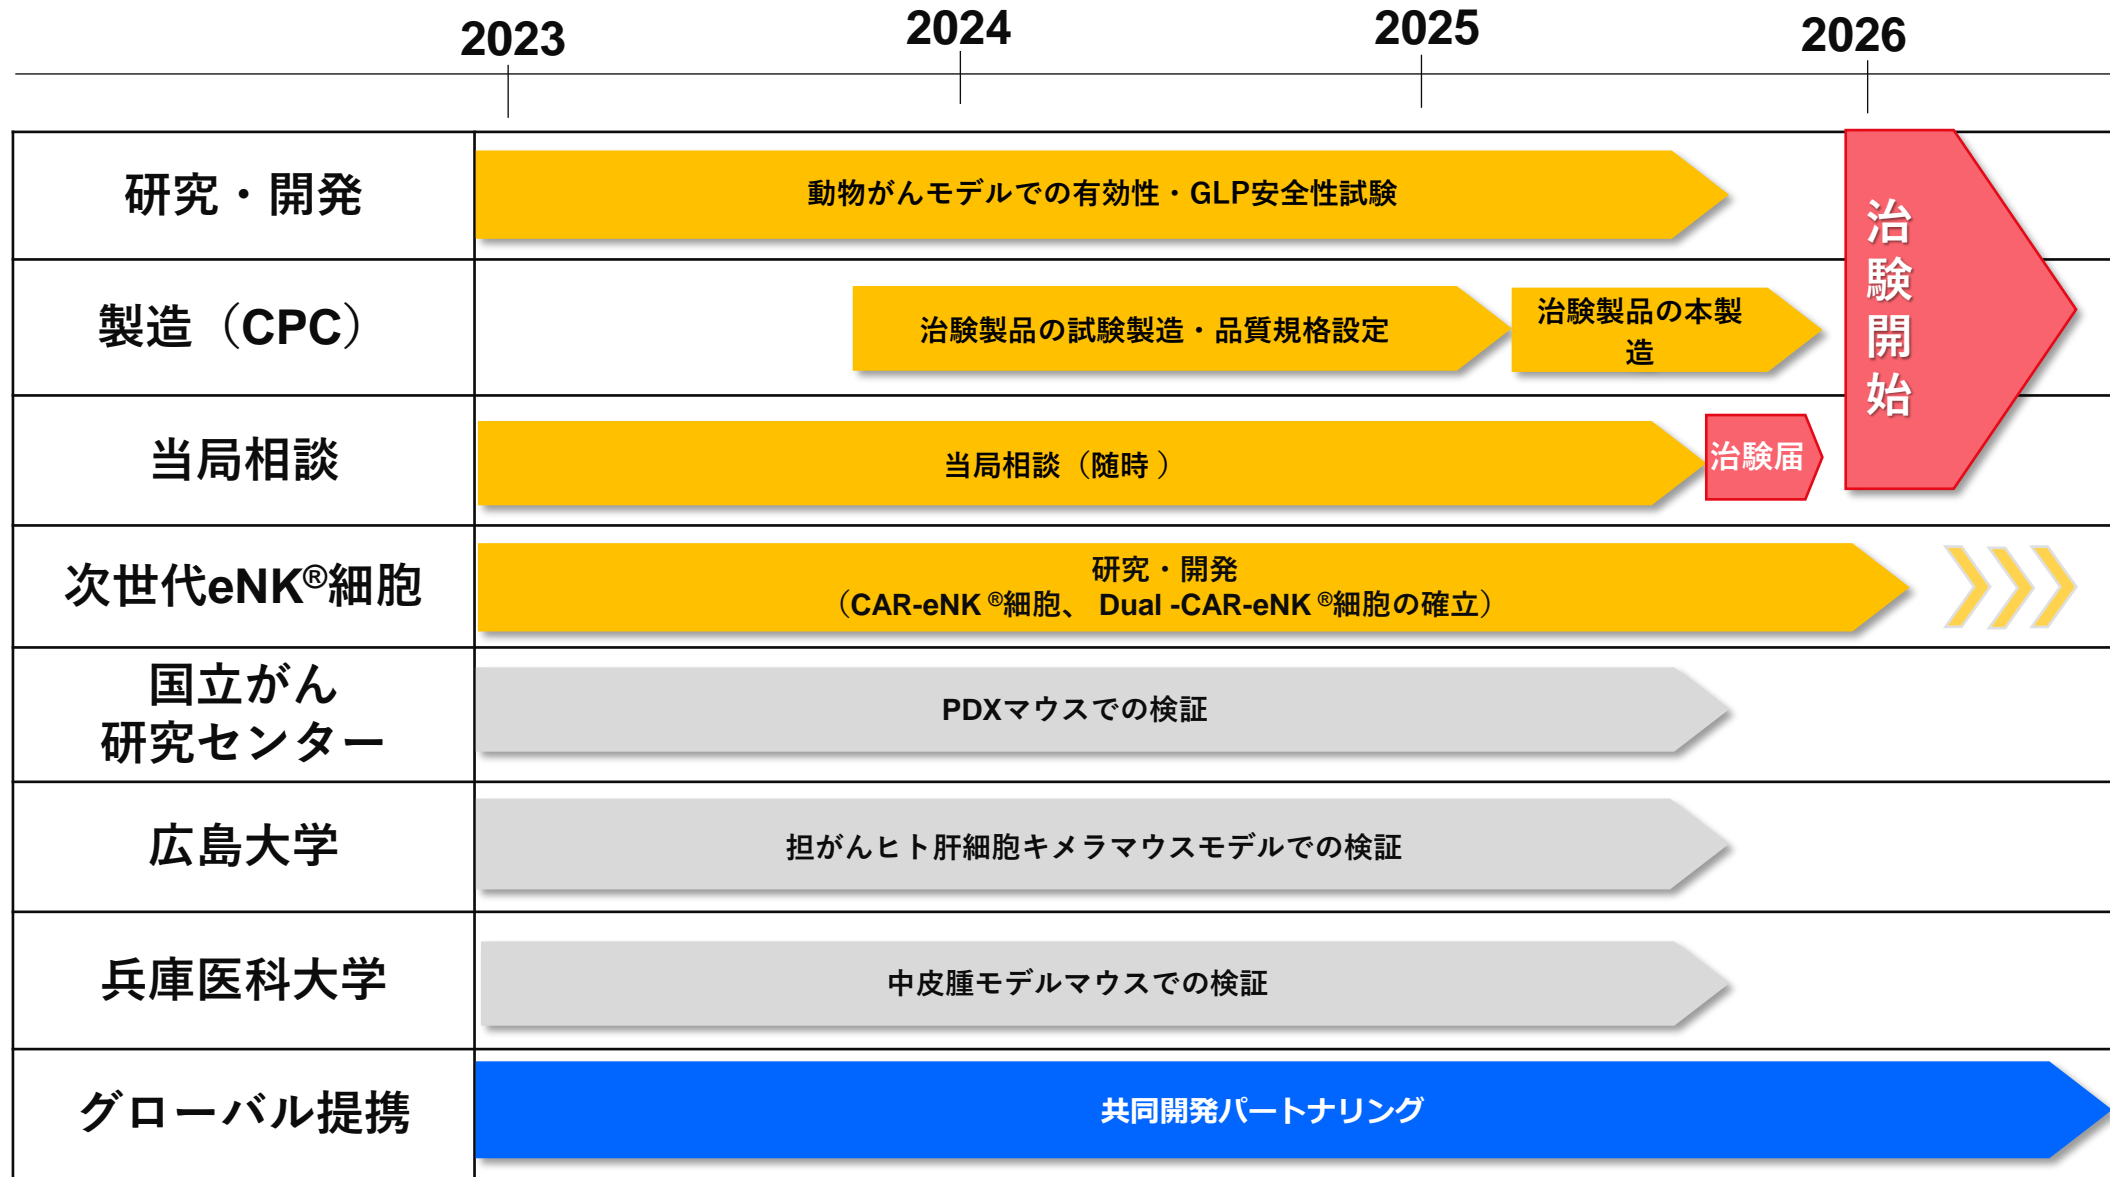 2023
2024
2025
2026
研究・開発
動物がんモデルでの有効性・GLP安全性試験
治
験
開
始
製造（CPC）
治験製品の試験製造・品質規格設定
治験製品の本製
造
当局相談
当局相談（随時 ）
治験届
次世代eNK®細胞
研究・開発
（CAR-eNK ®細胞、 Dual -CAR-eNK ®細胞の確立）
国立がん
研究センター
PDXマウスでの検証
広島大学
担がんヒト肝細胞キメラマウスモデルでの検証
兵庫医科大学
中皮腫モデルマウスでの検証
グローバル提携
共同開発パートナリング